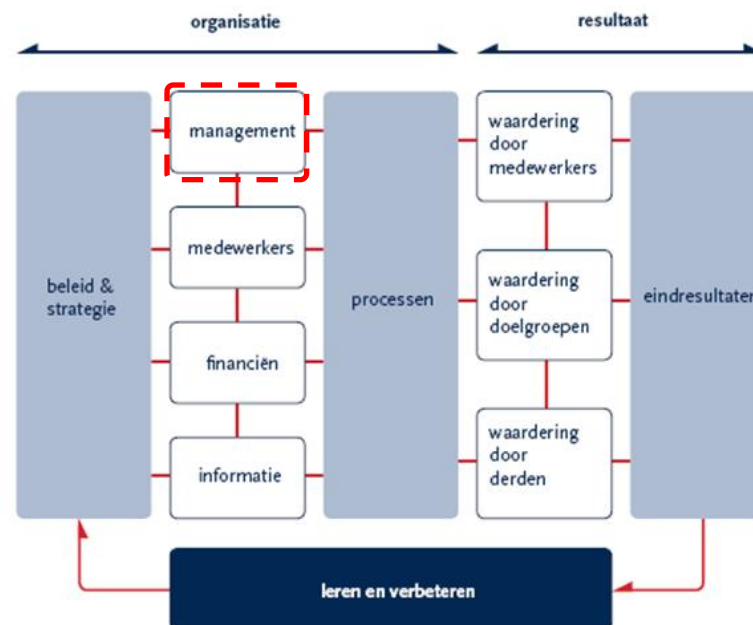 organisatie
resultaat
beleid &
strategie
management
medewerkers
financiën
informatie
processen
waardering
door
medewerkers
waardering
door
doelgroepen
waardering
door
derden
eindresultaten
leren en verbeteren